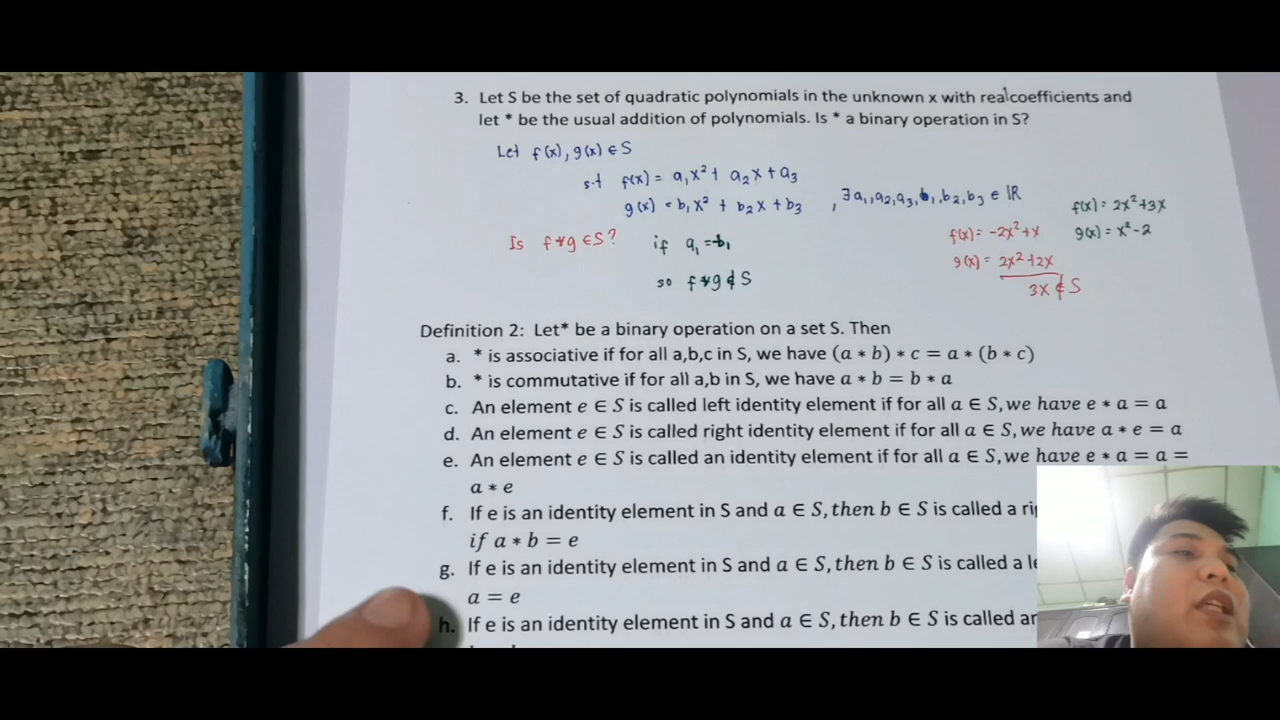 3. Let S be the set of quadratic polynomials in the unknown x with real coefficients and
let * be the usual addition of polynomials. Is * a binary operation in S?
Let f(x), g(x) ∈ S
s.t f(x) = a₁x² + a₂x + a₃
g(x) = b₁x² + b₂x + b₃ , ∃ a₁,a₂,a₃,b₁,b₂,b₃ ∈ ℝ
f(x) = 2x²+3x
g(x) = x²-2
Is f*g ∈ S?
if a₁ = -b₁
so f*g ∉ S
f(x) = -2x²+x
g(x) = 2x²+2x
3x ∉ S
Definition 2: Let* be a binary operation on a set S. Then
a. * is associative if for all a,b,c in S, we have (a * b) * c = a * (b * c)
b. * is commutative if for all a,b in S, we have a * b = b * a
c. An element e ∈ S is called left identity element if for all a ∈ S, we have e * a = a
d. An element e ∈ S is called right identity element if for all a ∈ S, we have a * e = a
e. An element e ∈ S is called an identity element if for all a ∈ S, we have e * a = a =
a * e
f. If e is an identity element in S and a ∈ S, then b ∈ S is called a
if a * b = e
g. If e is an identity element in S and a ∈ S, then b ∈ S is called a
a = e
h. If e is an identity element in S and a ∈ S, then b ∈ S is called